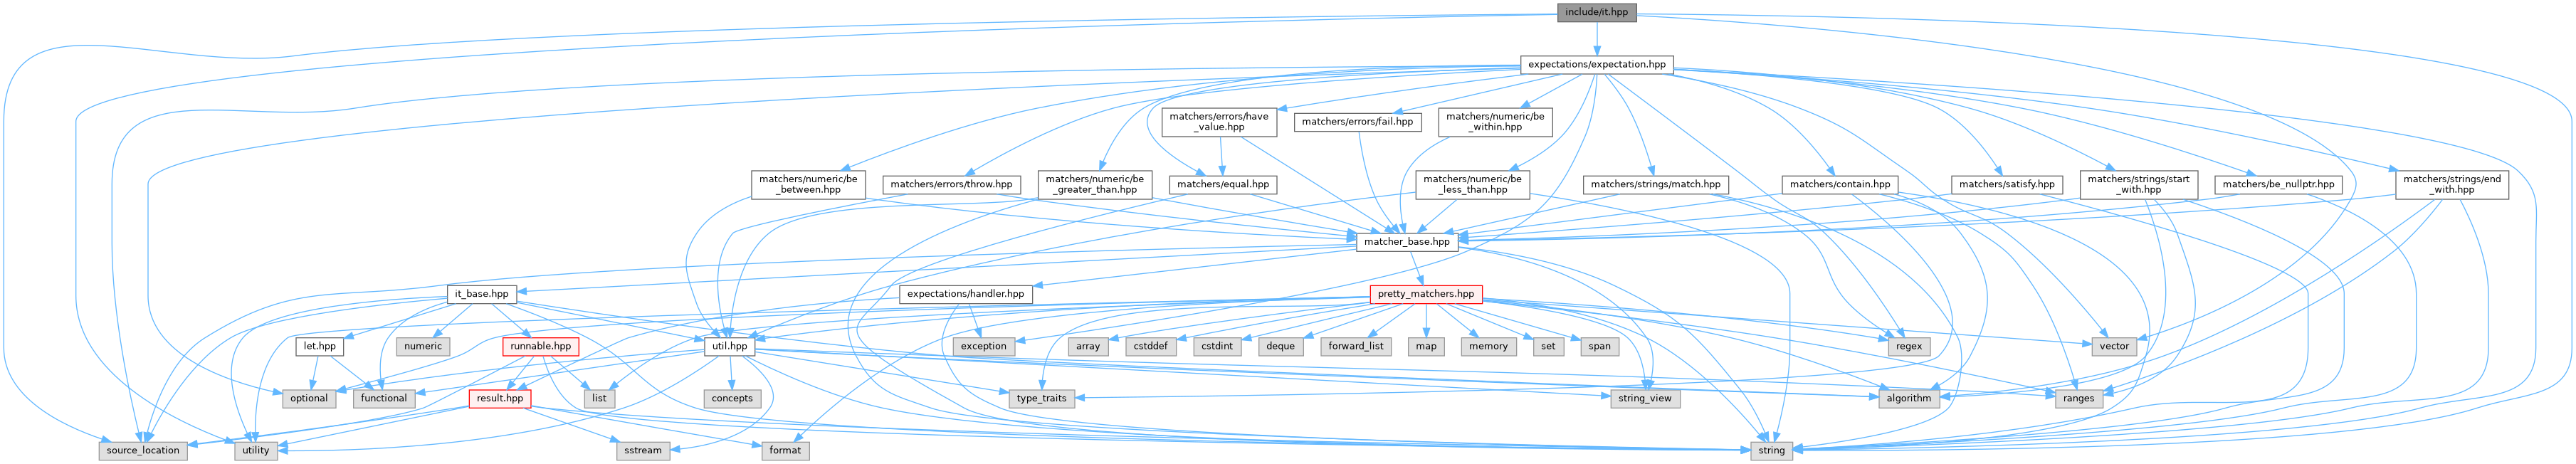 include/it.hpp
expectations/expectation.hpp
matchers/errors/have
_value.hpp
matchers/errors/fail.hpp
matchers/numeric/be
_within.hpp
matchers/numeric/be
_between.hpp
matchers/errors/throw.hpp
matchers/numeric/be
_greater_than.hpp
matchers/equal.hpp
matchers/numeric/be
_less_than.hpp
matchers/strings/match.hpp
matchers/contain.hpp
matchers/satisfy.hpp
matchers/strings/start
_with.hpp
matchers/be_nullptr.hpp
matchers/strings/end
_with.hpp
matcher_base.hpp
it_base.hpp
expectations/handler.hpp
pretty_matchers.hpp
let.hpp
numeric
runnable.hpp
util.hpp
exception
array
cstddef
cstdint
deque
forward_list
map
memory
set
span
regex
vector
optional
functional
result.hpp
list
concepts
type_traits
string_view
algorithm
ranges
source_location
utility
sstream
format
string